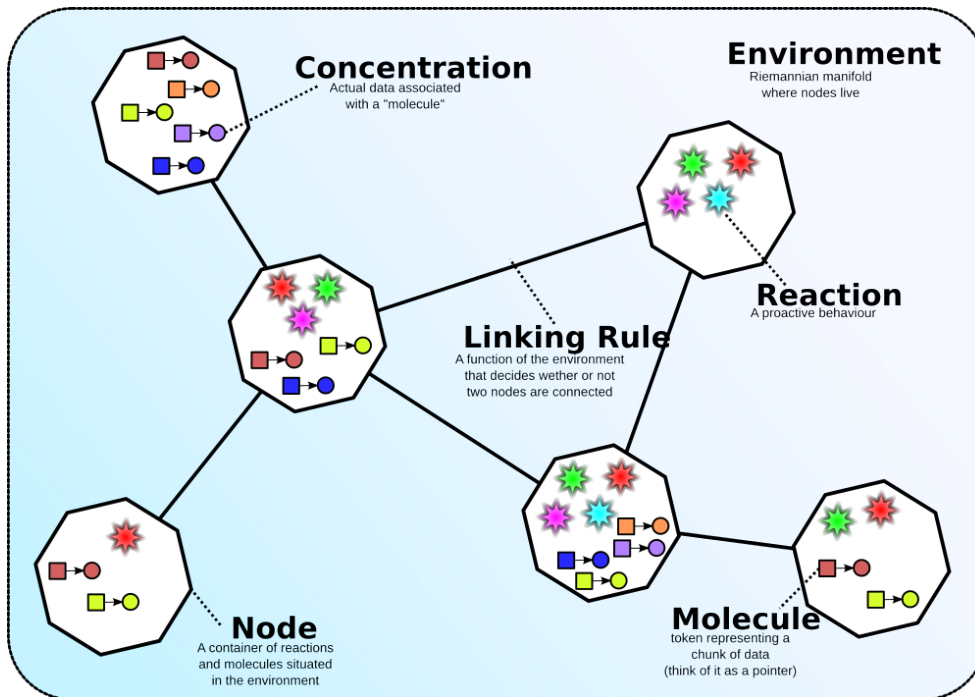 Concentration
Actual data associated
with a "molecule"
Environment
Riemannian manifold
where nodes live
Reaction
A proactive behaviour
Linking Rule
A function of the environment
that decides wether or not
two nodes are connected
Node
A container of reactions
and molecules situated
in the environment
Molecule
token representing a
chunk of data
(think of it as a pointer)